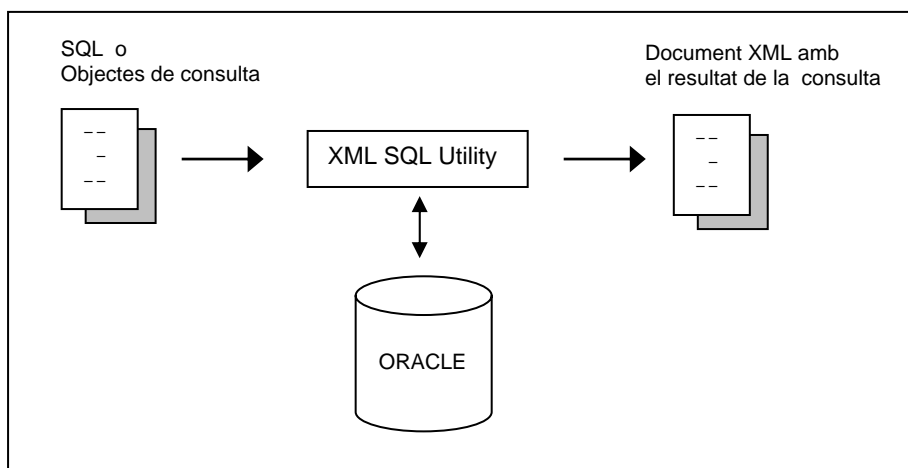 SQL o
Objectes de consulta
Document XML amb
el resultat de la consulta
XML SQL Utility
ORACLE